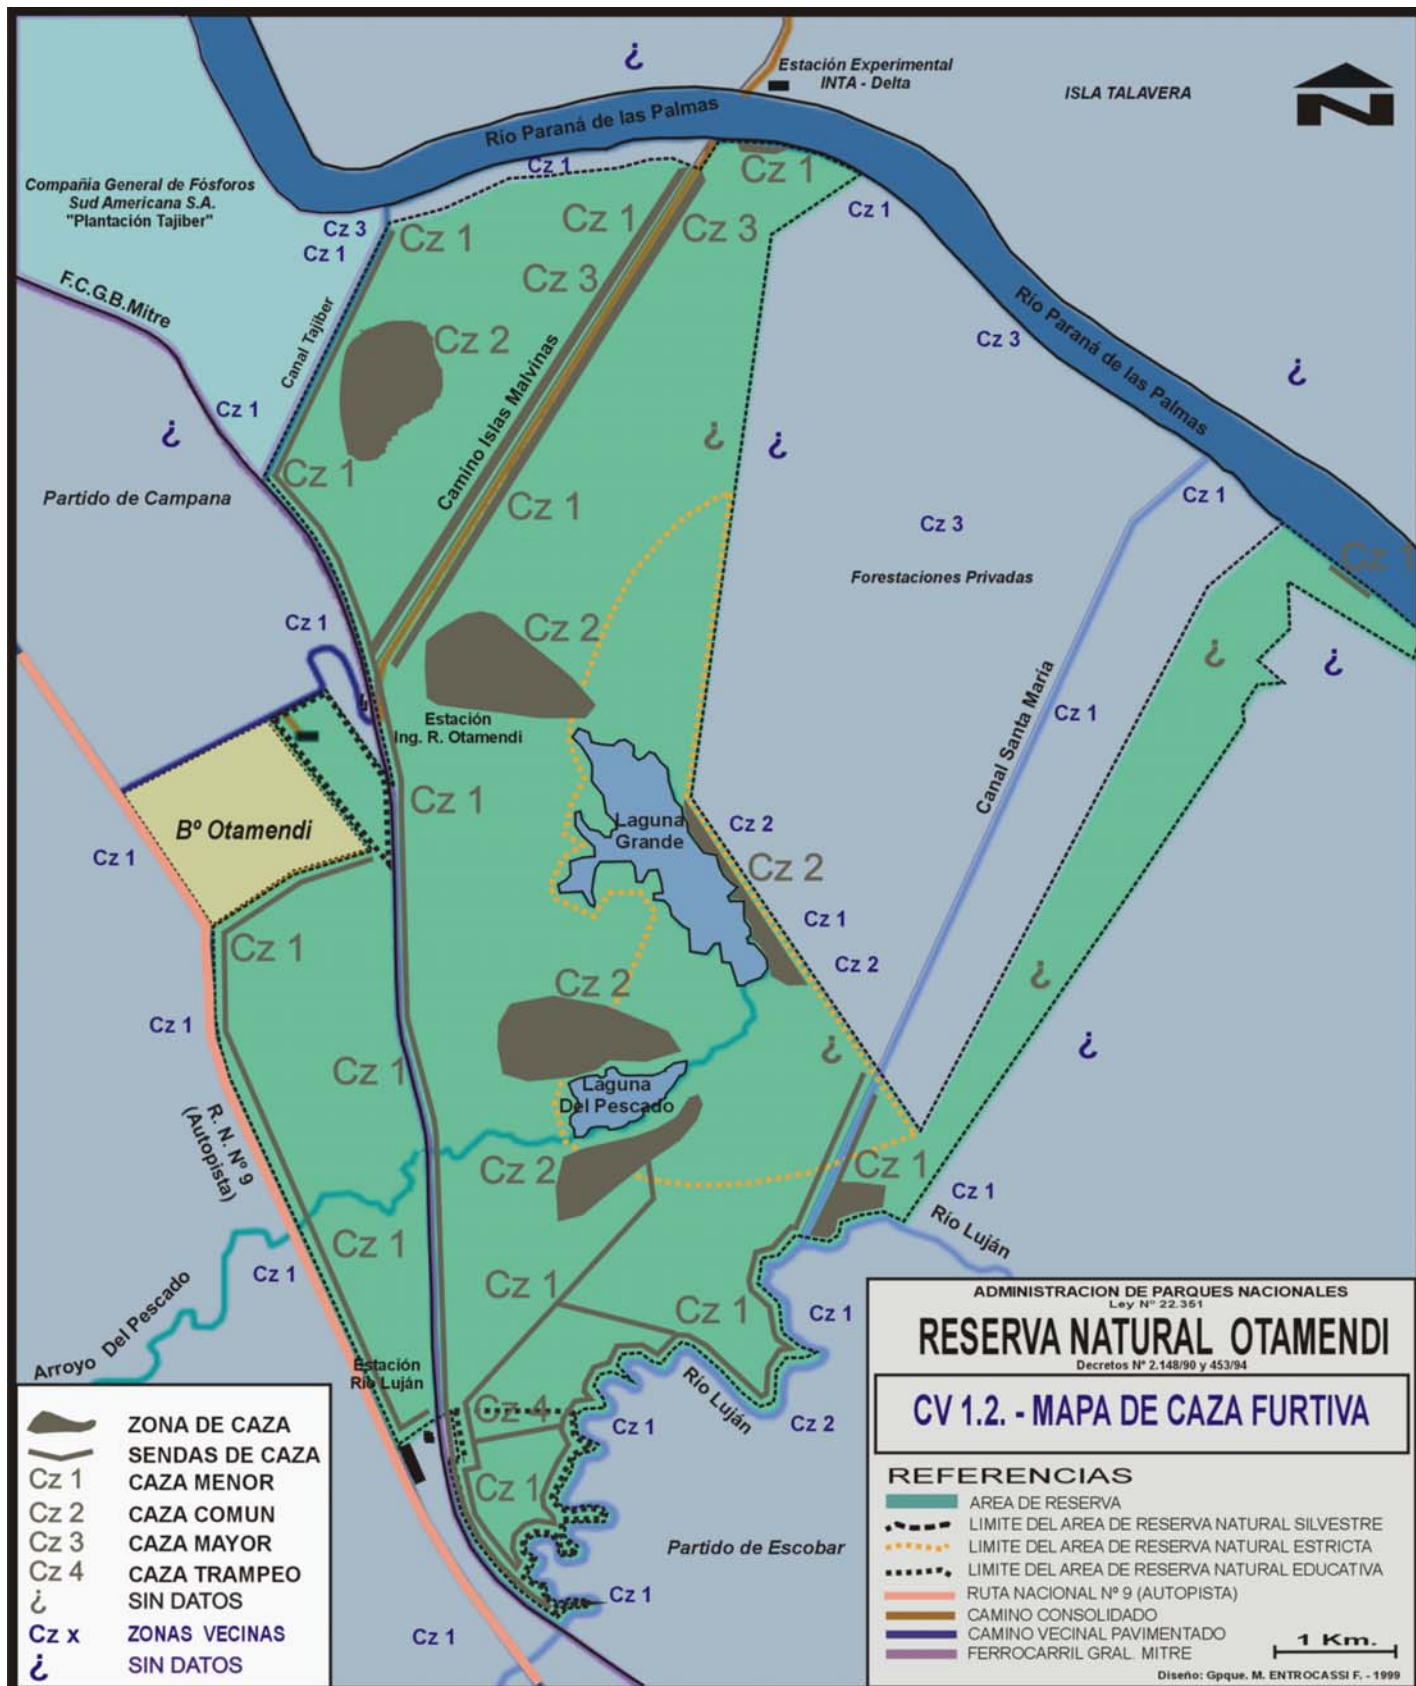 ¿
Estación Experimental
INTA - Delta
ISLA TALAVERA
N
Río Paraná de las Palmas
Cz 1
Cz 1
Compañia General de Fósforos
Sud Americana S.A.
"Plantación Tajiber"
Cz 3
Cz 1
Cz 1
Cz 1
Cz 3
Cz 1
F.C.G.B.Mitre
Canal Tajiber
Cz 3
Cz 2
Camino Islas Malvinas
Río Paraná de las Palmas
Cz 3
¿
Cz 1
¿
¿
¿
Cz 1
Partido de Campana
Cz 1
Cz 1
Cz 3
Cz 1
Forestaciones Privadas
Cz 1
Cz 2
¿
¿
Canal Santa Maria
Cz 1
Estación
Ing. R. Otamendi
Cz 1
Bº Otamendi
Laguna
Grande
Cz 2
Cz 2
Cz 1
Cz 1
Cz 1
Cz 2
Cz 2
¿
Cz 1
¿
¿
Cz 1
Laguna
Del Pescado
R. N. Nº 9
(Autopista)
Cz 2
Cz 1
Cz 1
Río Luján
Cz 1
Cz 1
Cz 1
Cz 1
Cz 1
Arroyo Del Pescado
Estación
Río Luján
Río Luján
Cz 4
Cz 1
Cz 2
Cz 1
Partido de Escobar
Cz 1
Cz 1
ZONA DE CAZA
SENDAS DE CAZA
Cz 1 CAZA MENOR
Cz 2 CAZA COMUN
Cz 3 CAZA MAYOR
Cz 4 CAZA TRAMPEO
¿ SIN DATOS
Cz x ZONAS VECINAS
¿ SIN DATOS
ADMINISTRACION DE PARQUES NACIONALES
Ley Nº 22.351
RESERVA NATURAL OTAMENDI
Decretos Nº 2.148/90 y 453/94
CV 1.2. - MAPA DE CAZA FURTIVA
REFERENCIAS
AREA DE RESERVA
LIMITE DEL AREA DE RESERVA NATURAL SILVESTRE
LIMITE DEL AREA DE RESERVA NATURAL ESTRICTA
LIMITE DEL AREA DE RESERVA NATURAL EDUCATIVA
RUTA NACIONAL Nº 9 (AUTOPISTA)
CAMINO CONSOLIDADO
CAMINO VECINAL PAVIMENTADO
FERROCARRIL GRAL. MITRE
1 Km.
Diseño: Gpque. M. ENTROCASSI F. - 1999